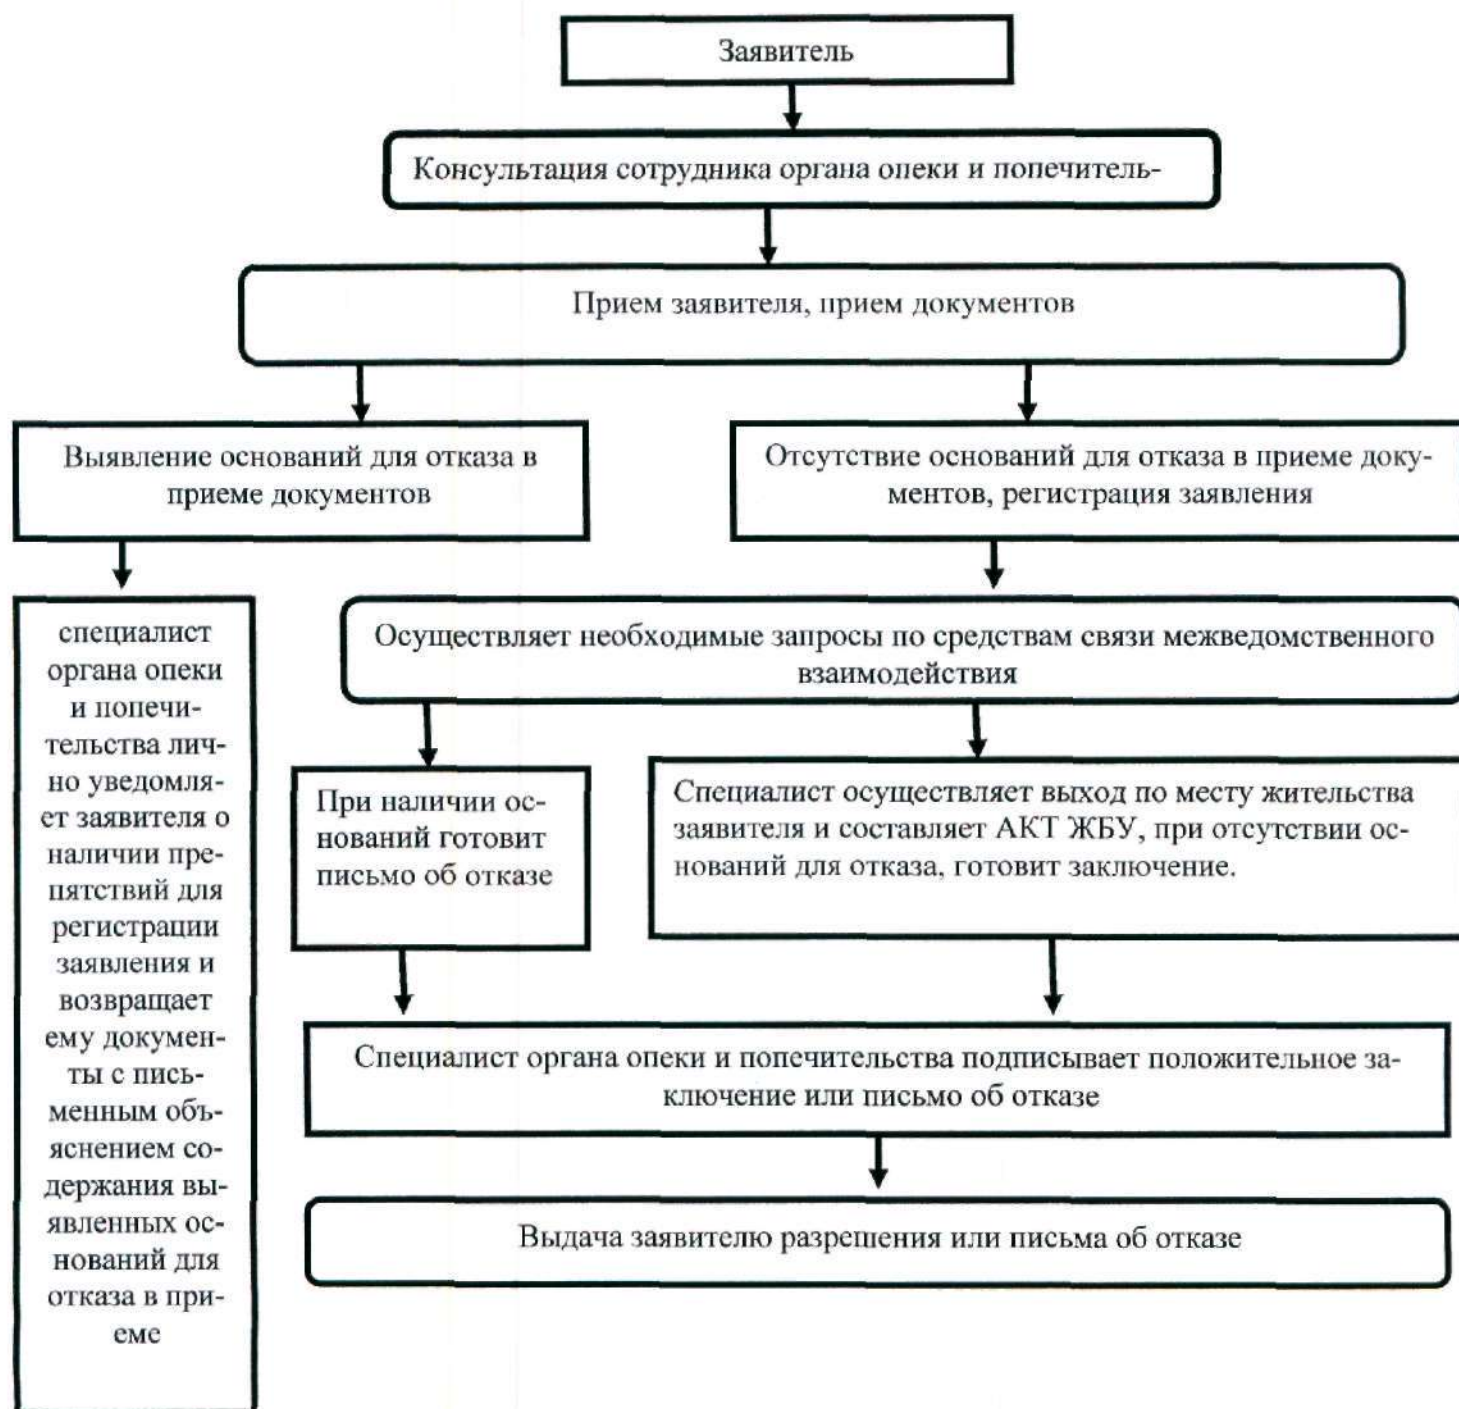 Заявитель
Консультация сотрудника органа опеки и попечитель-
Прием заявителя, прием документов
Выявление оснований для отказа в
приеме документов
Отсутствие оснований для отказа в приеме доку-
ментов, регистрация заявления
специалист
органа опеки
и попечи-
тельства лич-
но уведомля-
ет заявителя о
наличии пре-
пятствий для
регистрации
заявления и
возвращает
ему докумен-
ты с пись-
менным объ-
яснением со-
держания вы-
явленных ос-
нований для
отказа в при-
еме
Осуществляет необходимые запросы по средствам связи межведомственного
взаимодействия
При наличии ос-
нований готовит
письмо об отказе
Специалист осуществляет выход по месту жительства
заявителя и составляет АКТ ЖБУ, при отсутствии ос-
нований для отказа, готовит заключение.
Специалист органа опеки и попечительства подписывает положительное за-
ключение или письмо об отказе
Выдача заявителю разрешения или письма об отказе